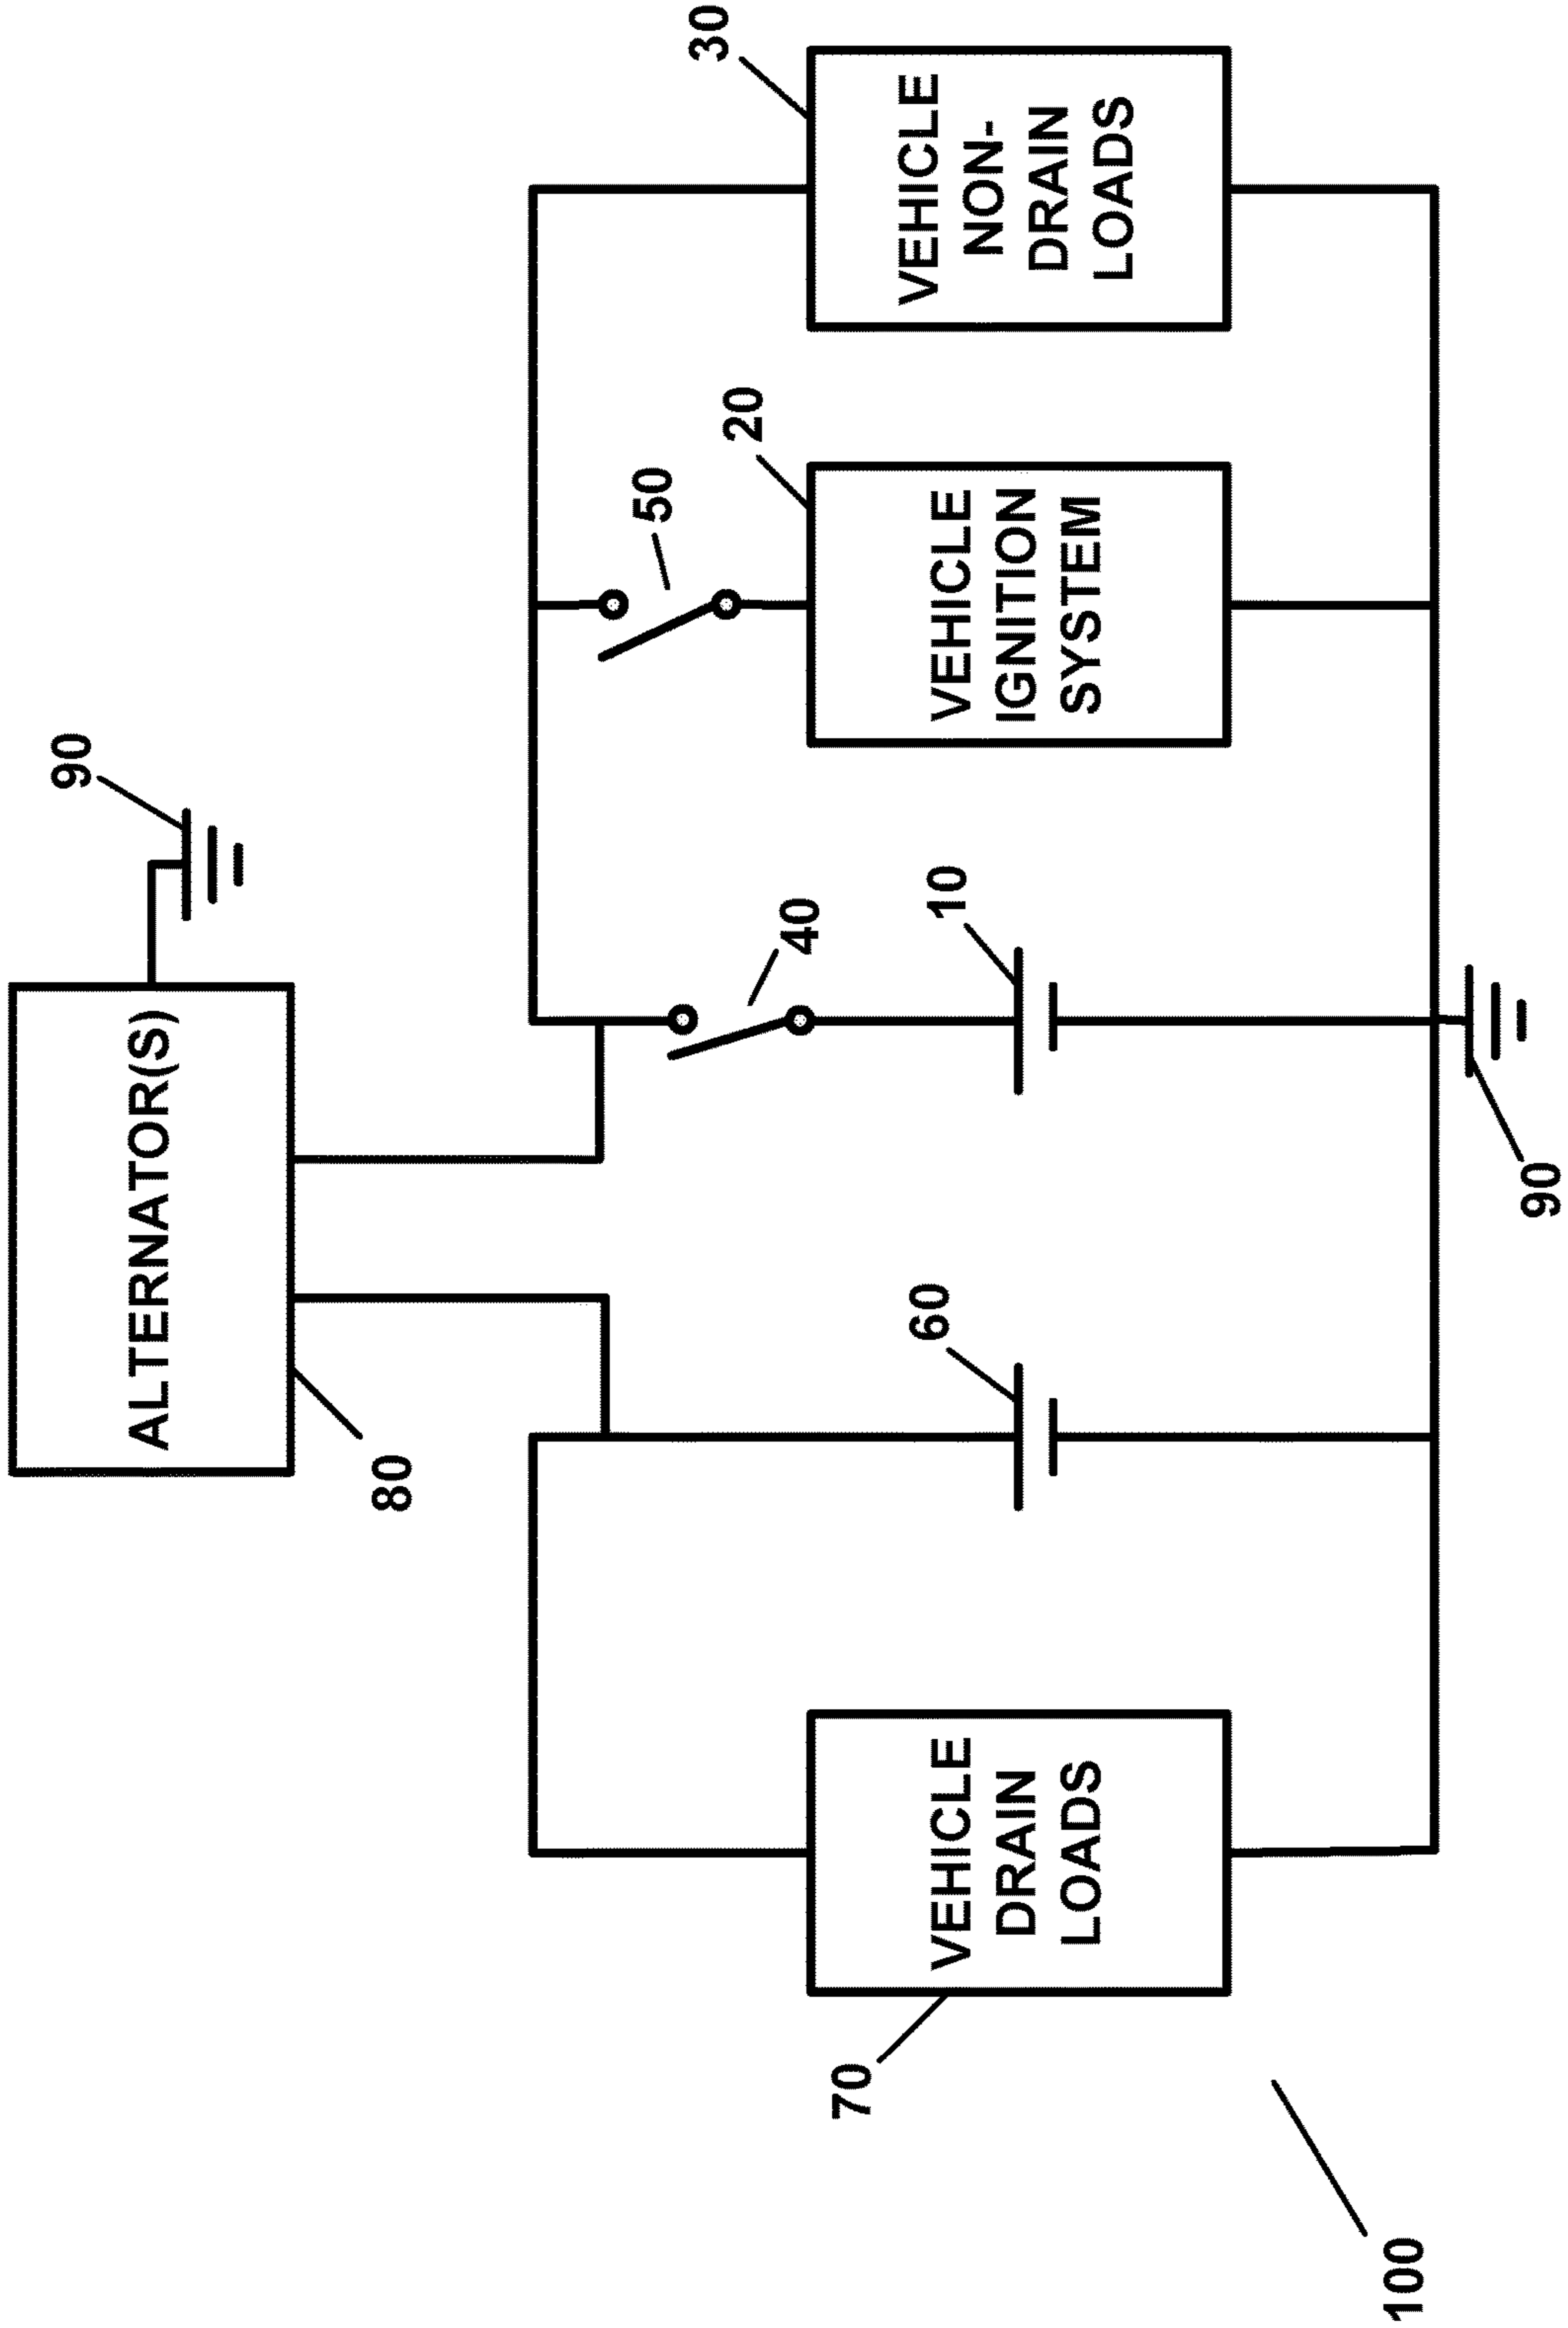 90
ALTERNATOR(S)
80
30
50
20
40
10
60
VEHICLE
NON-
DRAIN
LOADS
VEHICLE
IGNITION
SYSTEM
VEHICLE
DRAIN
LOADS
70
90
100